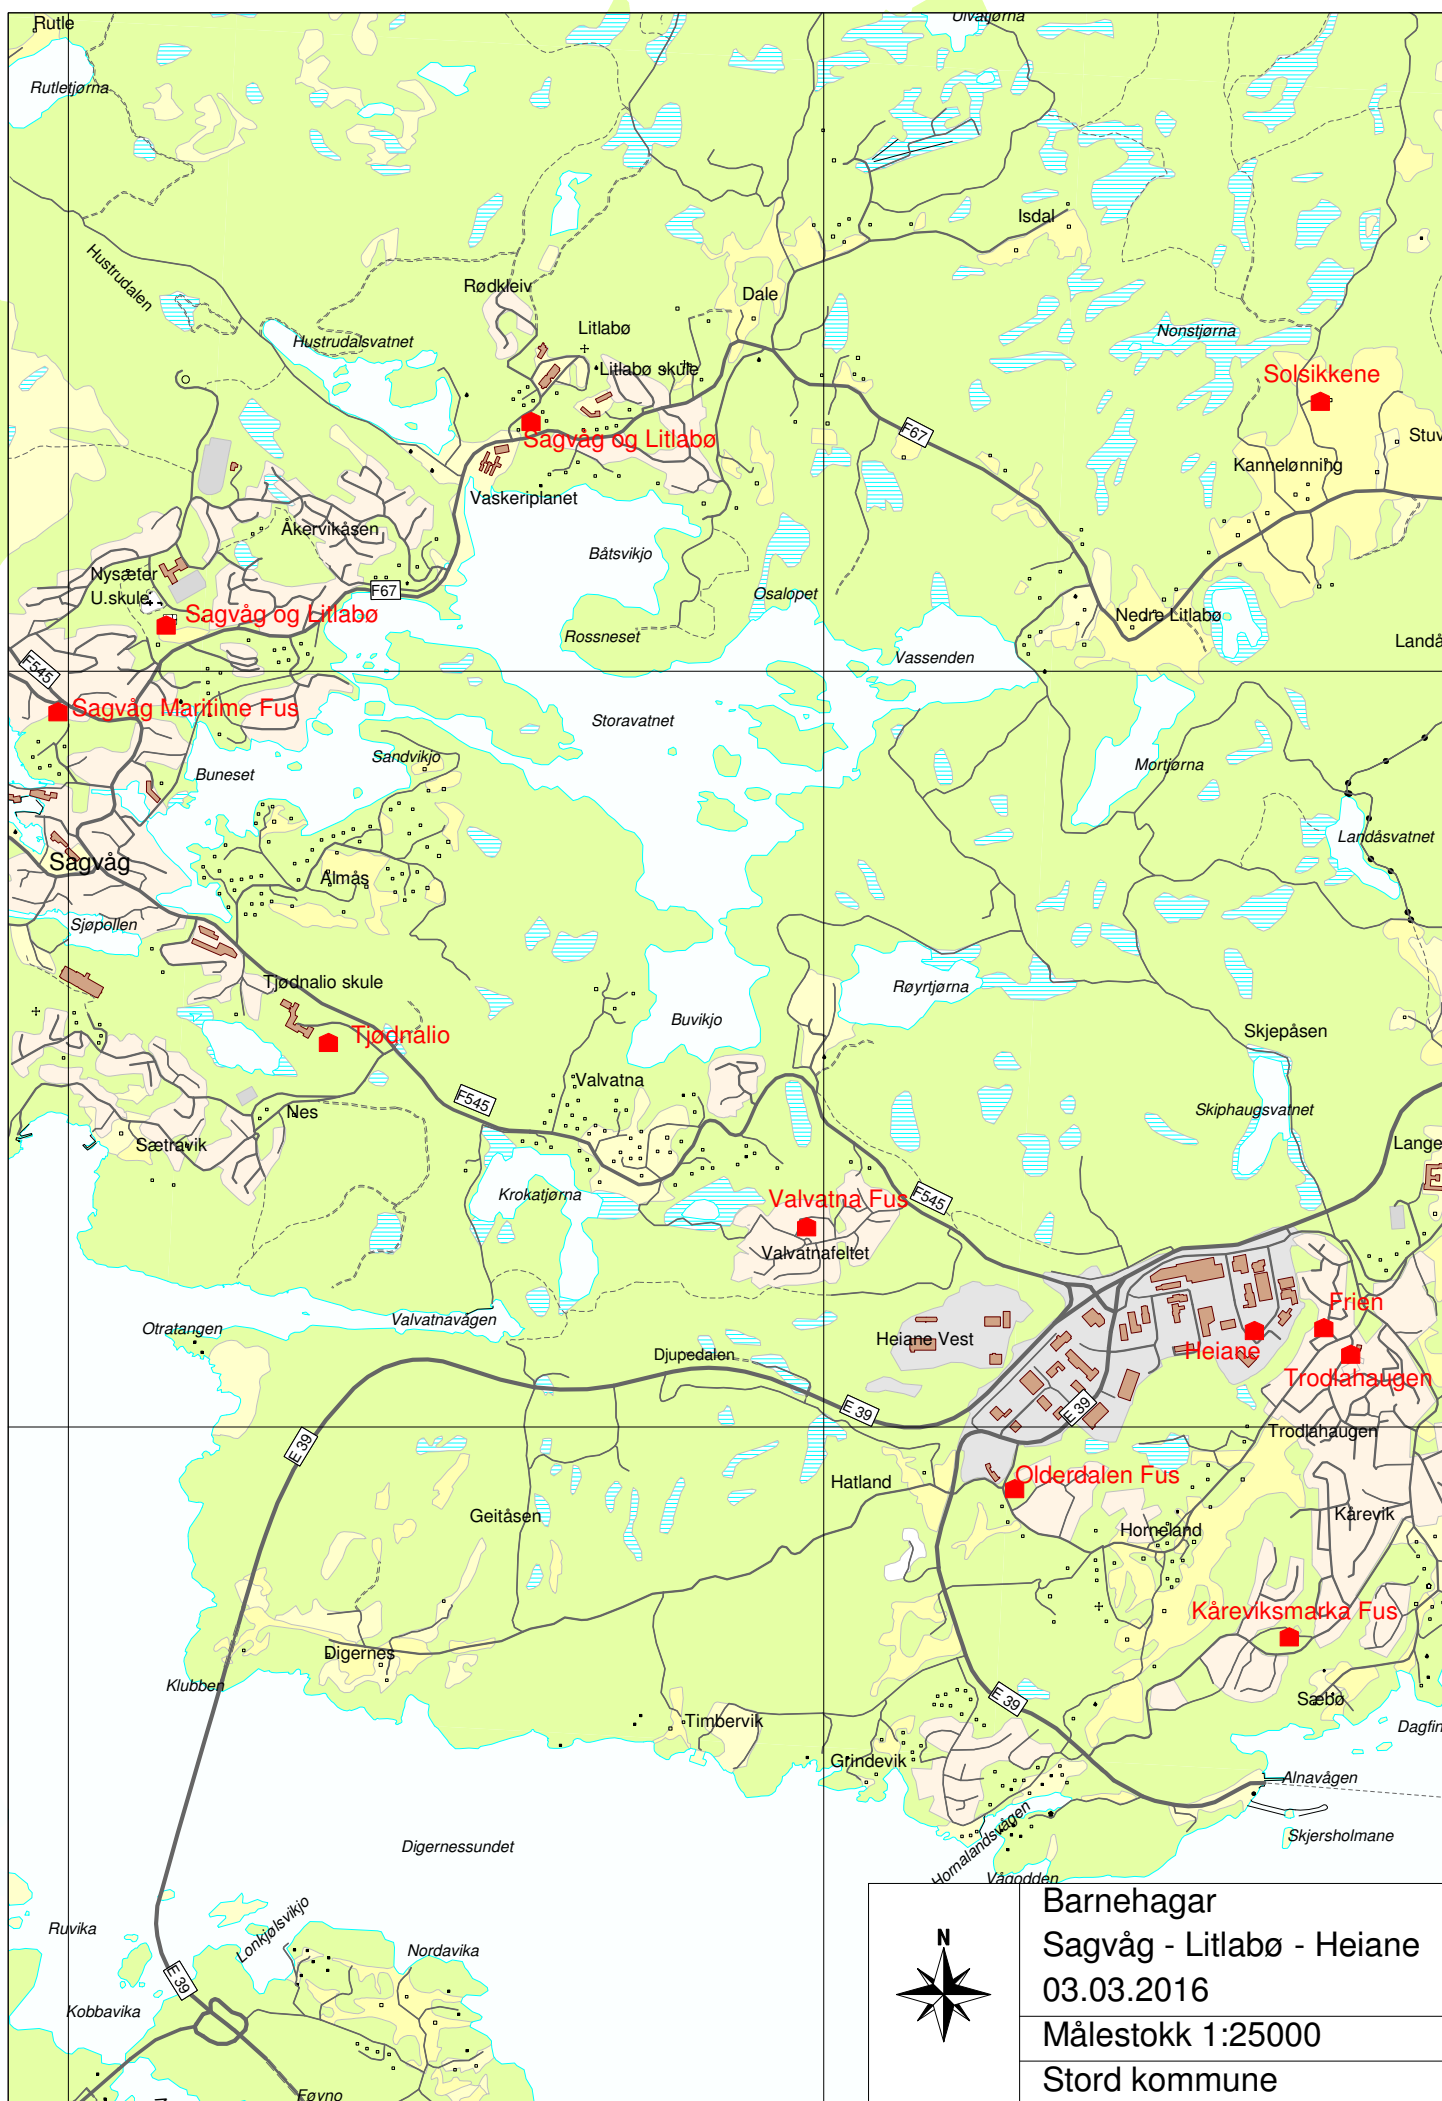 Rutle
Ulvatjørna
Rutletjørna
Isdal
Hustrudalen
Rødkleiv
Dale
Litlabø
Nonstjørna
Hustrudalsvatnet
Litlabø skule
Solsikkene
Sagvåg og Litlabø
F67
Stuv
Kannelønning
Vaskeriplanet
Åkervikåsen
Båtsvikjo
Nysæter
U.skule
F67
Osalopet
Sagvåg og Litlabø
Nedre Litlabø
Rossneset
Landå
Vassenden
F545
Sagvåg Maritime Fus
Storavatnet
Sandvikjo
Mortjørna
Buneset
Landåsvatnet
Sagvåg
Almås
Sjøpollen
Tjødnalio skule
Røyrtjørna
Buvikjo
Skjepåsen
Tjødnalio
Valvatna
F545
Nes
Skiphaugsvatnet
Sætravik
Lange
Krokatjørna
Valvatna Fus
F545
Valvatnafeltet
Otratangen
Valvatnavågen
Frien
Heiane Vest
Heiane
Djupedalen
Trodlahaugen
E 39
E 39
Trodlahaugen
E 39
Olderdalen Fus
Hatland
Geitåsen
Kårevik
Horneland
Kåreviksmarka Fus
Digernes
Klubben
E 39
Sæbø
Timbervik
Dagfin
Grindevik
Alnavågen
Digernessundet
Hornalandsvågen
Skjersholmane
Vågodden
Ruvika
Lonkjølsvikjo
Nordavika
E 39
Kobbavika
Føyno
N
Barnehagar
Sagvåg - Litlabø - Heiane
03.03.2016
Målestokk 1:25000
Stord kommune